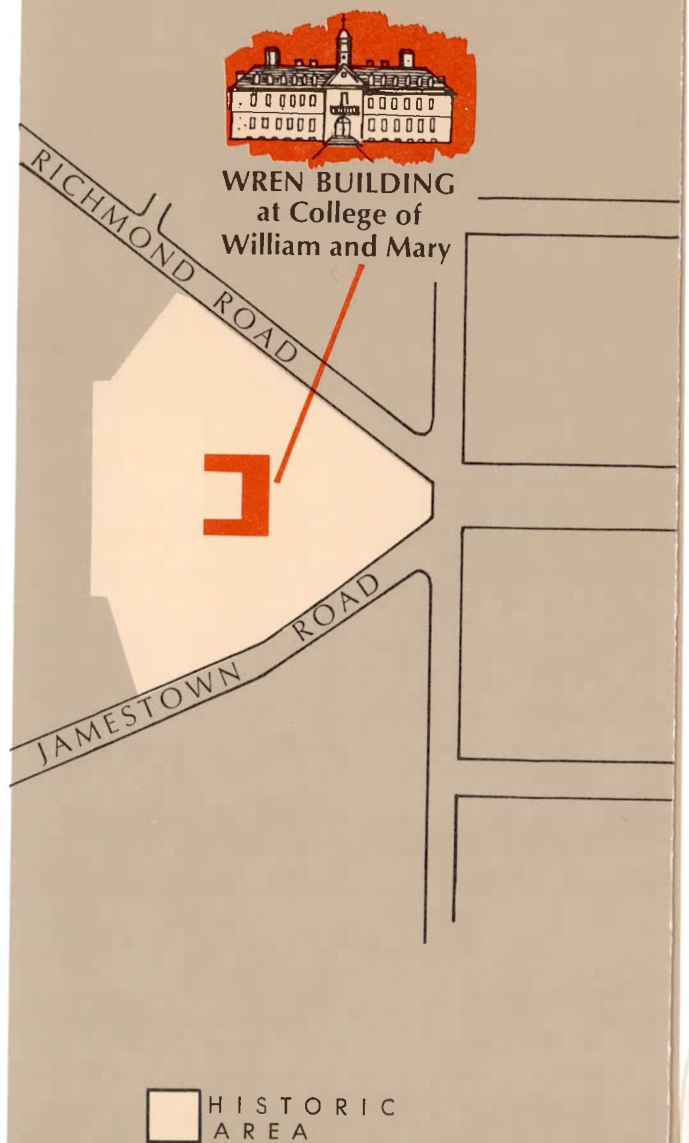 WREN BUILDING
at College of
William and Mary
RICHMOND ROAD
JAMESTOWN ROAD
HISTORIC
AREA